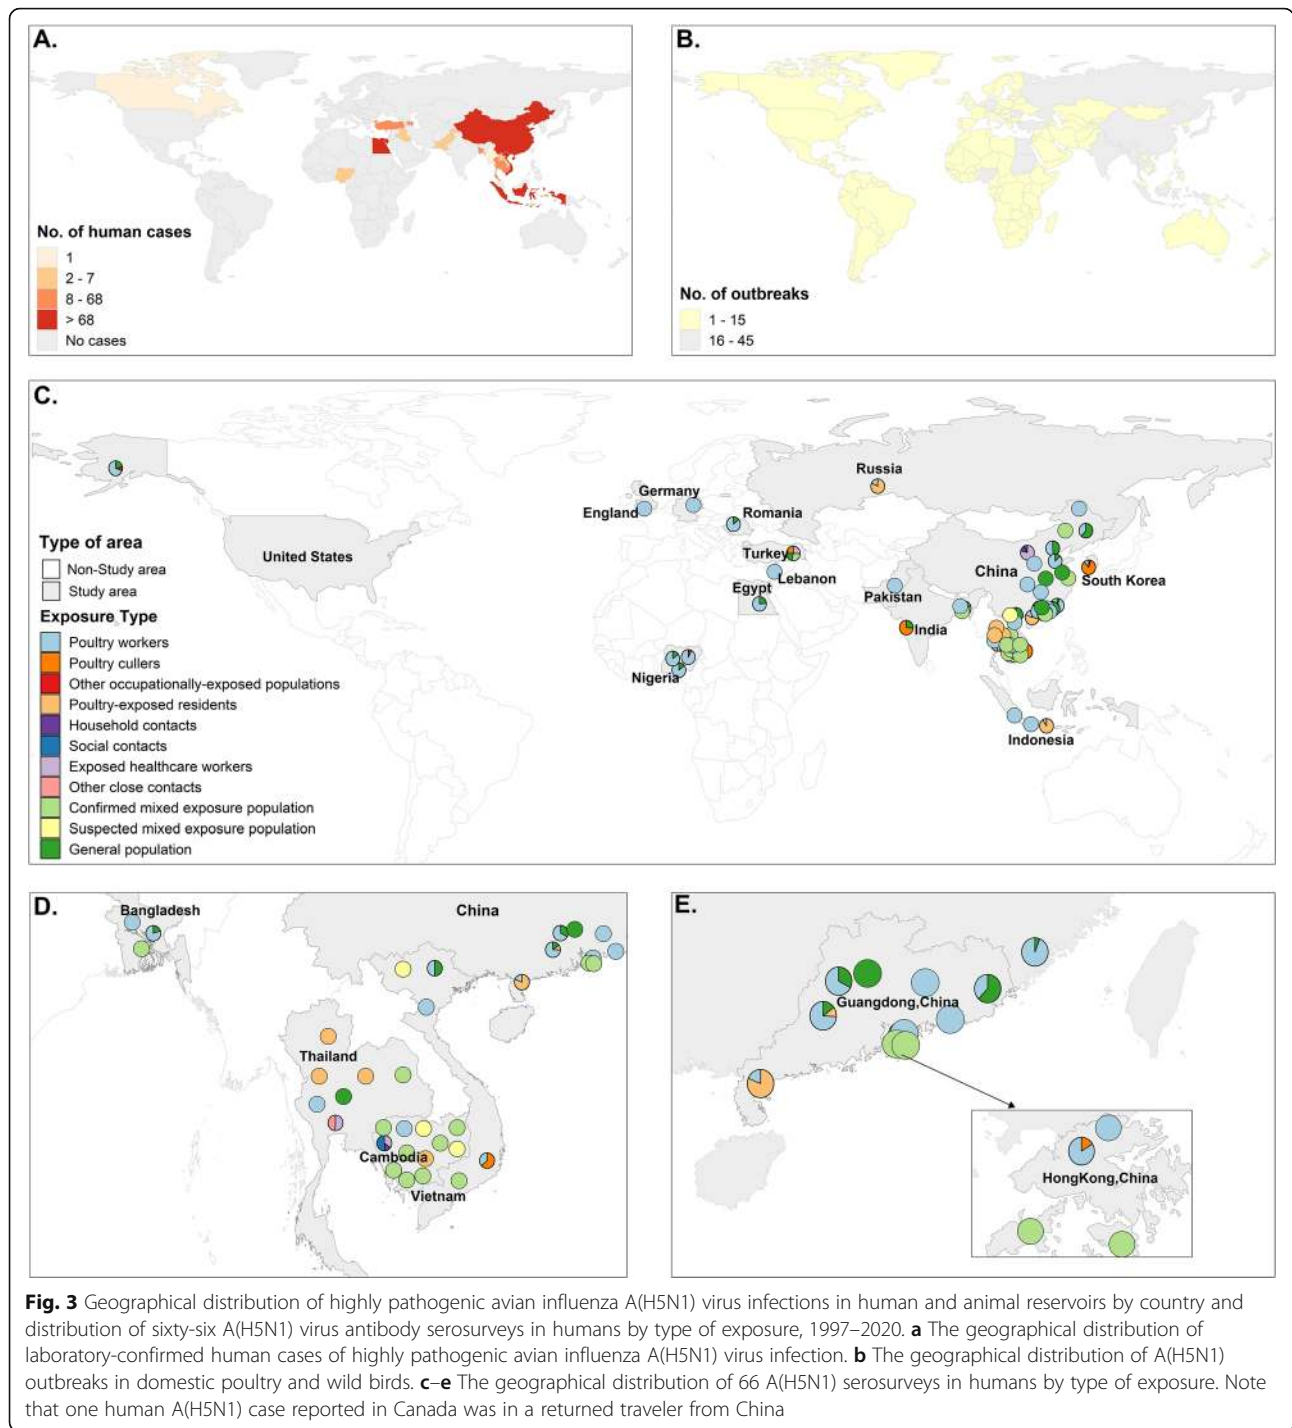 A.
No. of human cases
1
2 - 7
8 - 68
> 68
No cases
B.
No. of outbreaks
1 - 15
16 - 45
C.
Russia
Germany
England
Romania
Turkey
Lebanon
Egypt
Pakistan
India
Nigeria
China
South Korea
Indonesia
United States
Type of area
Non-Study area
Study area
Exposure Type
Poultry workers
Poultry cullers
Other occupationally-exposed populations
Poultry-exposed residents
Household contacts
Social contacts
Exposed healthcare workers
Other close contacts
Confirmed mixed exposure population
Suspected mixed exposure population
General population
D.
Bangladesh
China
Thailand
Cambodia
Vietnam
E.
Guangdong,China
HongKong,China
Fig. 3 Geographical distribution of highly pathogenic avian influenza A(H5N1) virus infections in human and animal reservoirs by country and
distribution of sixty-six A(H5N1) virus antibody serosurveys in humans by type of exposure, 1997–2020. a The geographical distribution of
laboratory-confirmed human cases of highly pathogenic avian influenza A(H5N1) virus infection. b The geographical distribution of A(H5N1)
outbreaks in domestic poultry and wild birds. c–e The geographical distribution of 66 A(H5N1) serosurveys in humans by type of exposure. Note
that one human A(H5N1) case reported in Canada was in a returned traveler from China